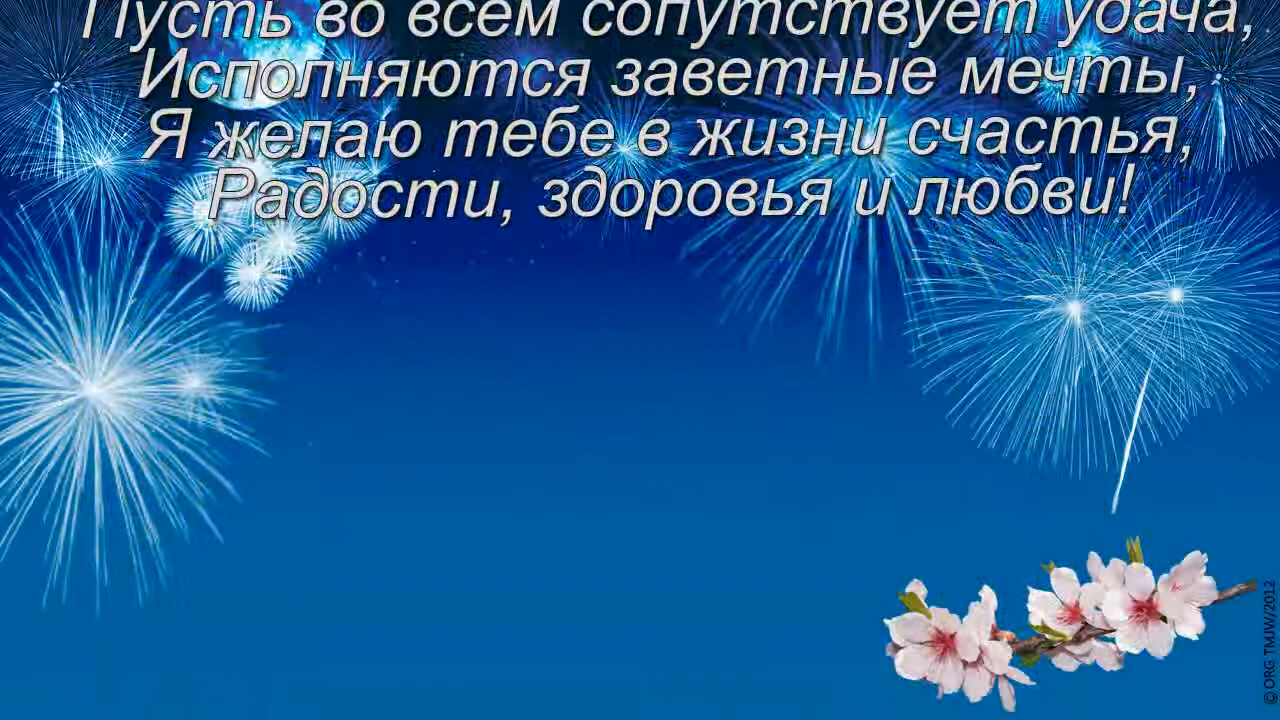 Пусть во всем сопутствует удача,
Исполняются заветные мечты,
Я желаю тебе в жизни счастья,
Радости, здоровья и любви!
© ORG TMJW/2012